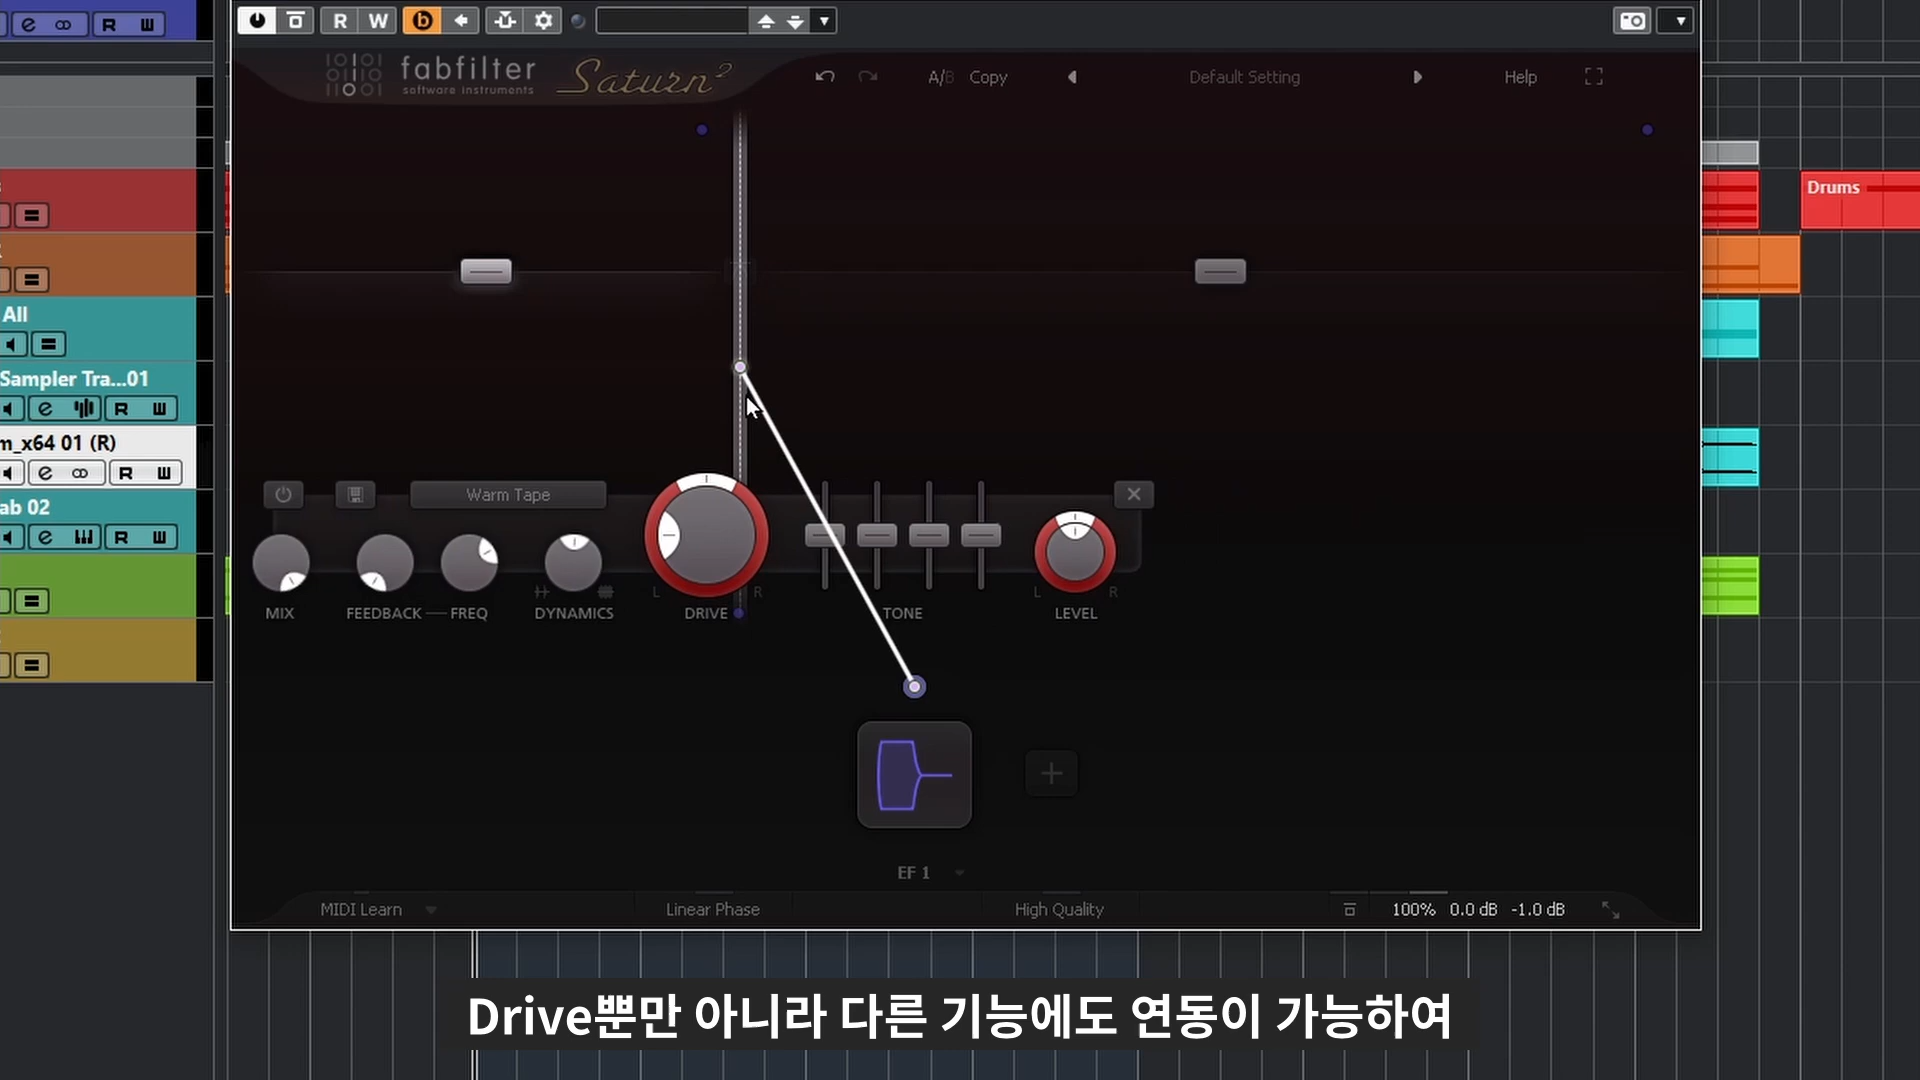 R W
R
fabfilter
software instruments
Saturn 2
A/B Copy
Default Setting
Help
Drums
All
Sampler Tra...01
R
m_x64 01 (R)
R
ab 02
R
Warm Tape
L R
L R
MIX
FEEDBACK
FREQ
DYNAMICS
DRIVE
TONE
LEVEL
EF 1
MIDI Learn
Linear Phase
High Quality
100% 0.0 dB -1.0 dB
Drive뿐만 아니라 다른 기능에도 연동이 가능하여